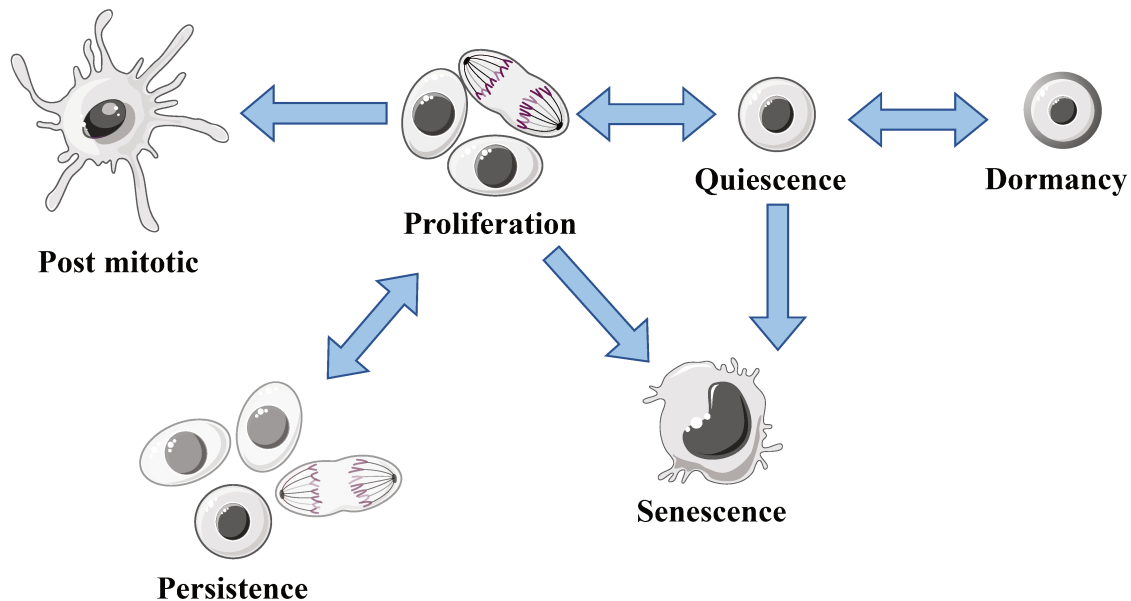 Quiescence
Dormancy
Proliferation
Post mitotic
Senescence
Persistence